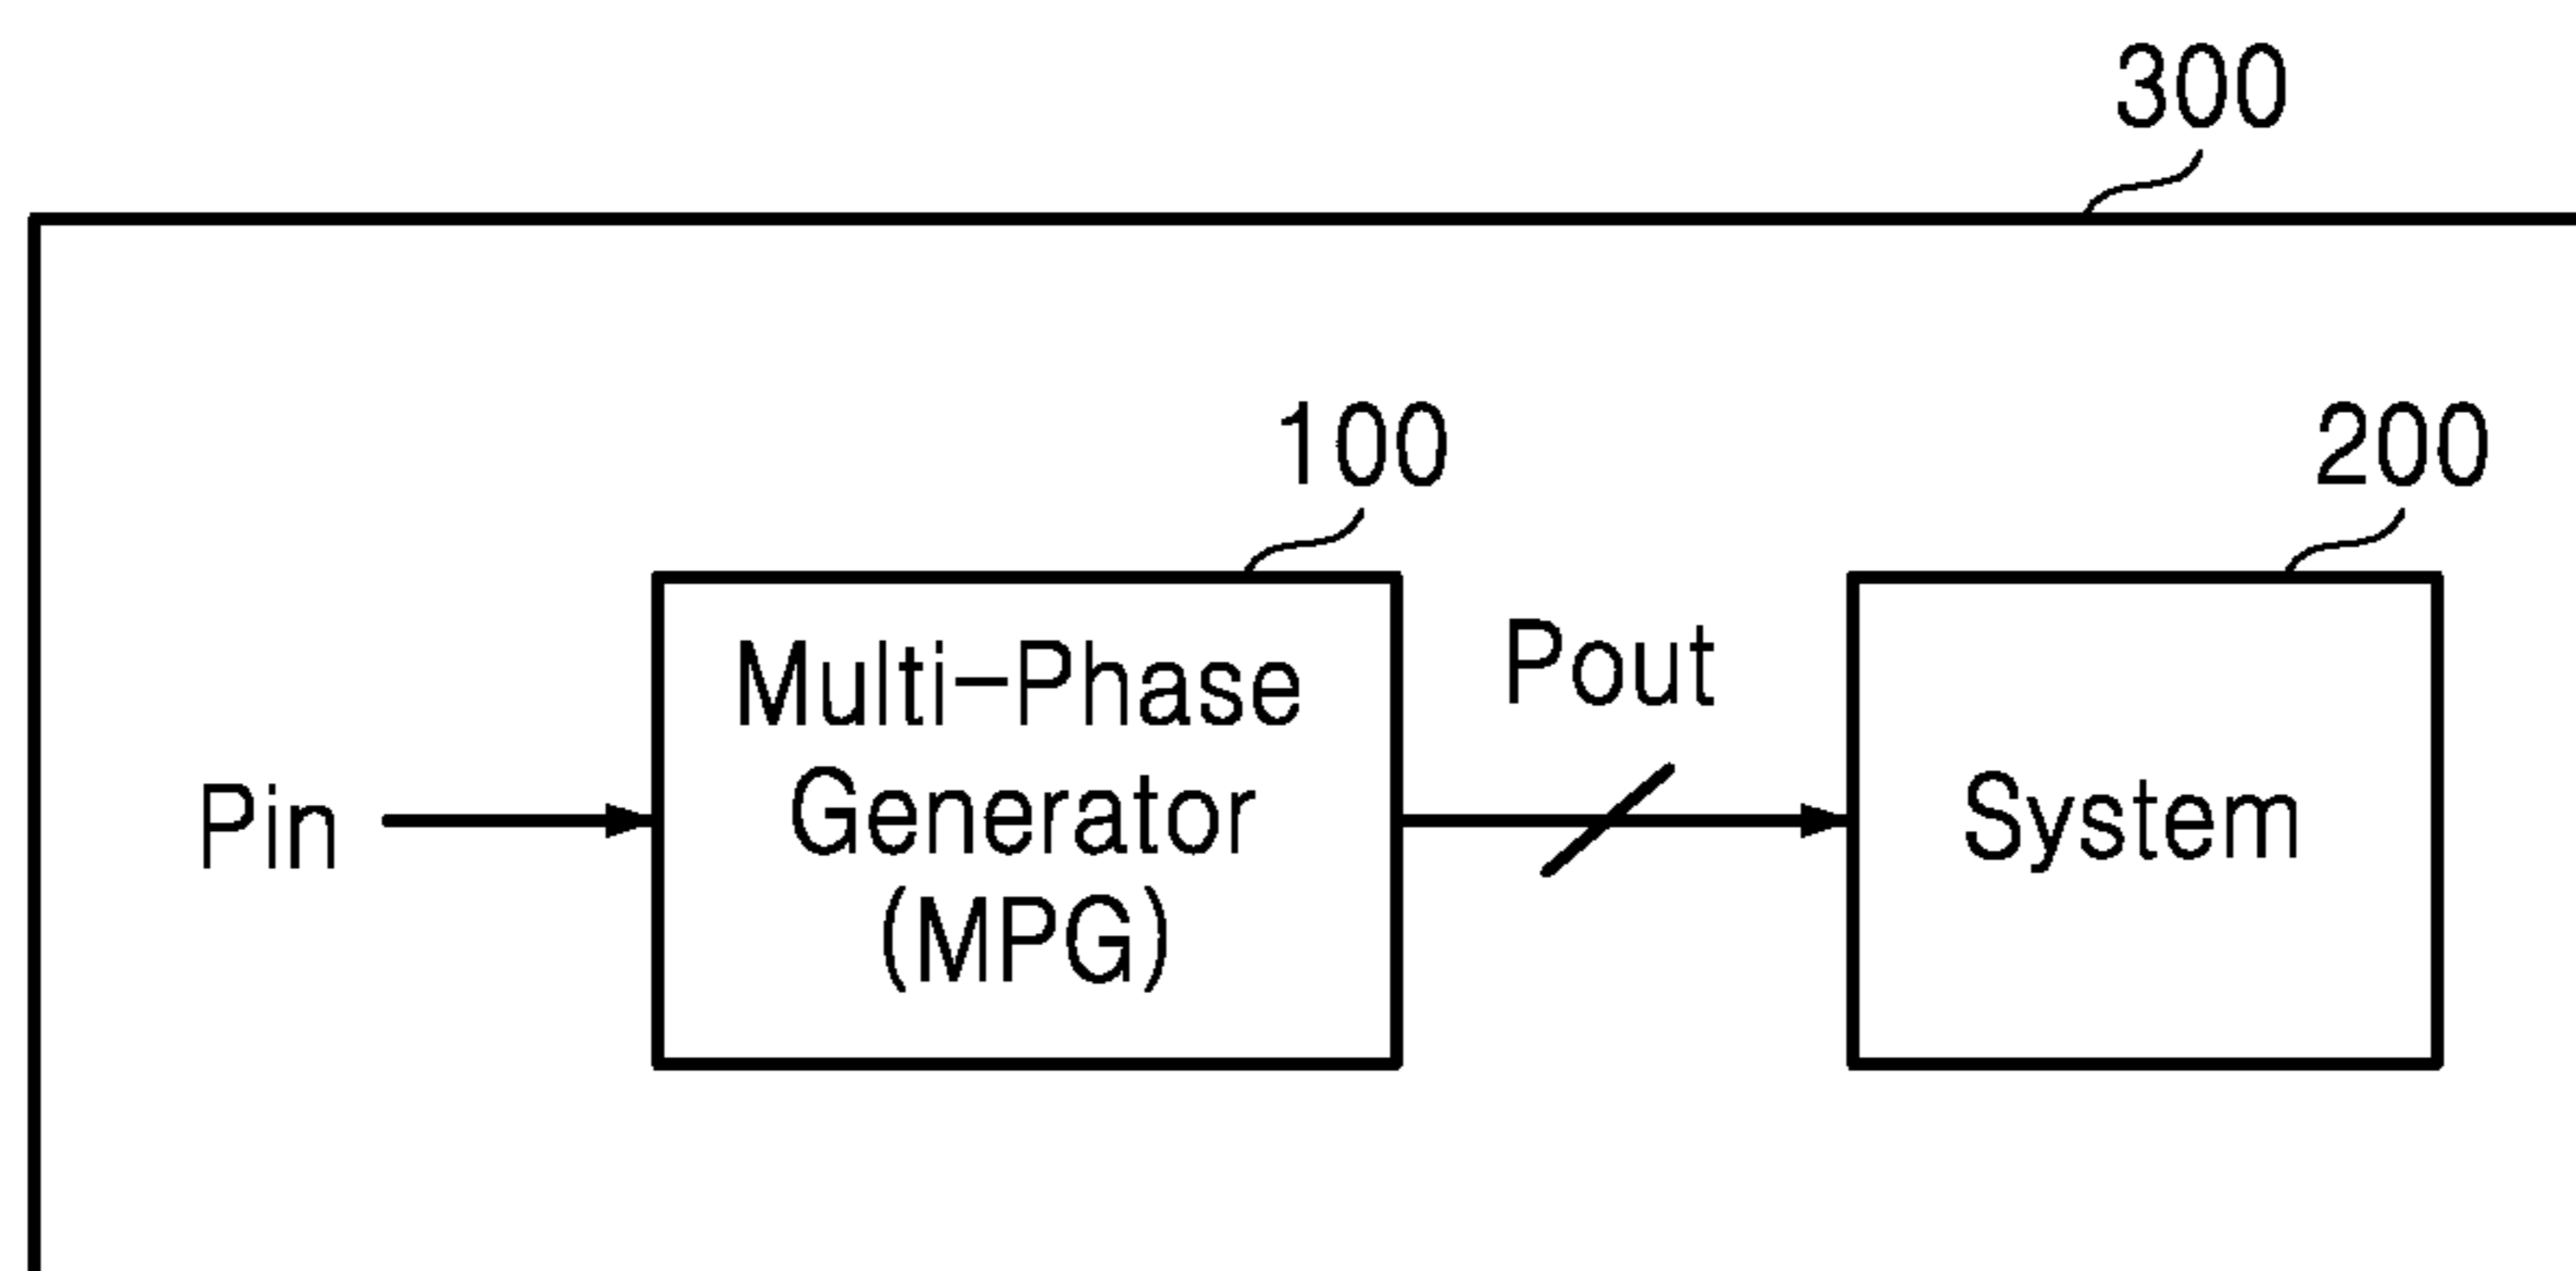 300
100
200
Multi-Phase
Generator
(MPG)
Pin
Pout
System